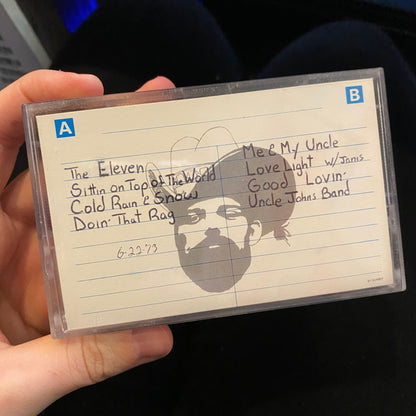 A
B
The Eleven
Sittin on Top of The World
Cold Rain & Snow
Doin' That Rag
6-22-73
Me & My Uncle
Love Light w/Janis
Good Lovin'
Uncle Johns Band